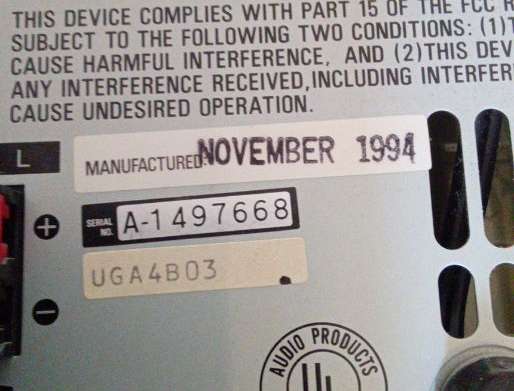 THIS DEVICE COMPLIES WITH PART 15 OF THE FCC
SUBJECT TO THE FOLLOWING TWO CONDITIONS: (1)
CAUSE HARMFUL INTERFERENCE, AND (2)THIS
ANY INTERFERENCE RECEIVED,INCLUDING
CAUSE UNDESIRED OPERATION.
L
MANUFACTURED: NOVEMBER 1994
+
SERIAL NO. A-1497668
UGA4B03
−
AUDIO PRODUCTS
UL